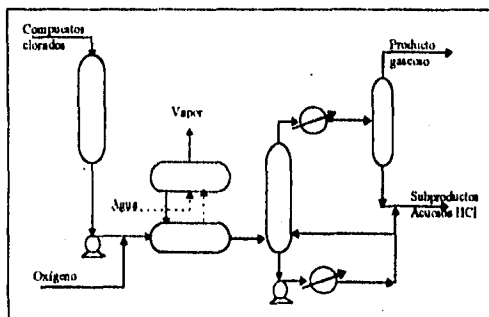 Compuestos
clorados
Producto
gaseoso
Vapor
Agua
Subproductos
Acuosos HCl
Oxígeno